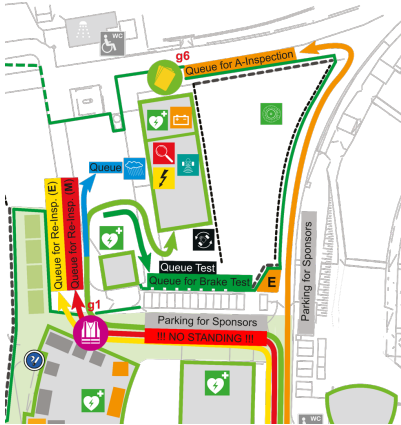 WC
g6
Queue for A-Inspection
Queue
Queue for Re-Insp. (E)
Queue for Re-Insp. (M)
Queue Test
Queue for Brake Test
E
Parking for Sponsors
g1
Parking for Sponsors
!!! NO STANDING !!!
WC